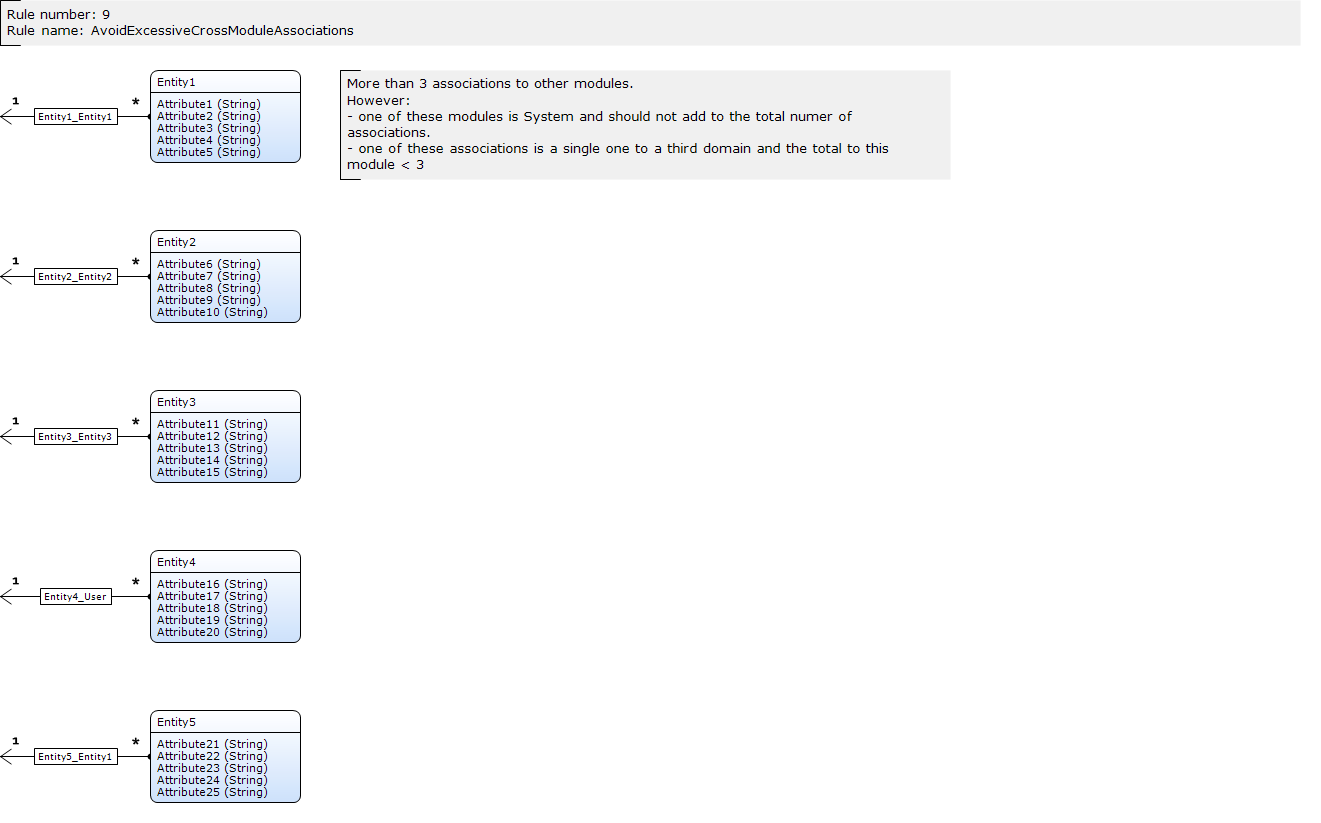 Rule number: 9
Rule name: AvoidExcessiveCrossModuleAssociations
Entity1
More than 3 associations to other modules.
However:
- one of these modules is System and should not add to the total numer of
associations.
- one of these associations is a single one to a third domain and the total to this
module < 3
1
*
Entity1_Entity1
Attribute1 (String)
Attribute2 (String)
Attribute3 (String)
Attribute4 (String)
Attribute5 (String)
Entity2
1
*
Entity2_Entity2
Attribute6 (String)
Attribute7 (String)
Attribute8 (String)
Attribute9 (String)
Attribute10 (String)
Entity3
1
*
Entity3_Entity3
Attribute11 (String)
Attribute12 (String)
Attribute13 (String)
Attribute14 (String)
Attribute15 (String)
Entity4
1
*
Entity4_User
Attribute16 (String)
Attribute17 (String)
Attribute18 (String)
Attribute19 (String)
Attribute20 (String)
Entity5
1
*
Entity5_Entity1
Attribute21 (String)
Attribute22 (String)
Attribute23 (String)
Attribute24 (String)
Attribute25 (String)